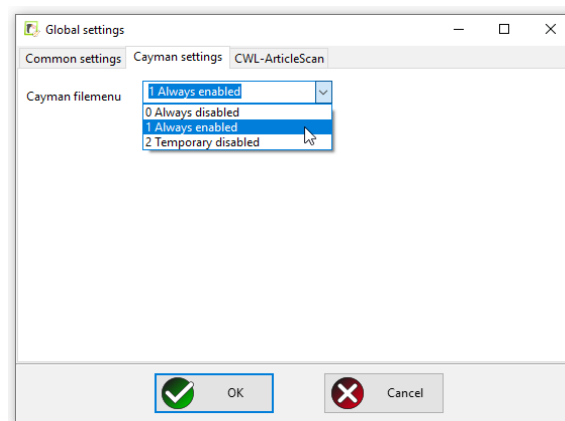 Global settings
Common settings Cayman settings CWL-ArticleScan
Cayman filemenu 1 Always enabled
0 Always disabled
1 Always enabled
2 Temporary disabled
OK Cancel